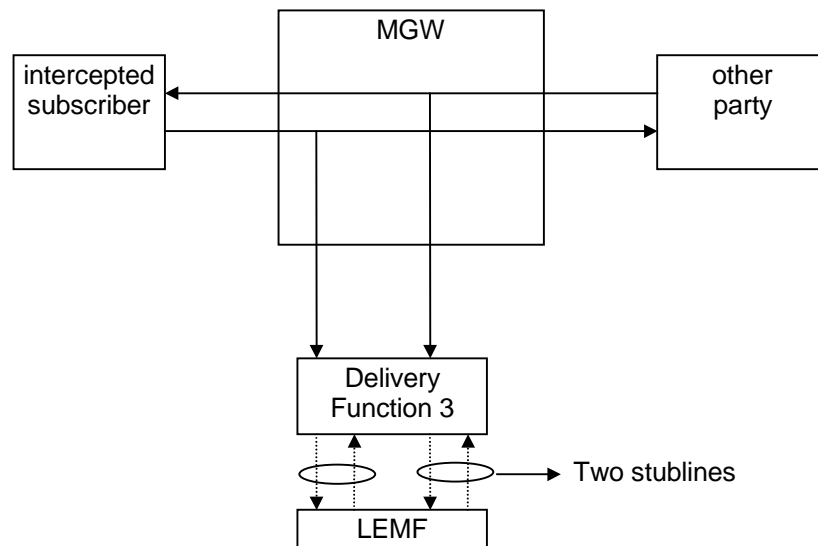 MGW
intercepted
subscriber
other
party
Delivery
Function 3
Two stublines
LEMF